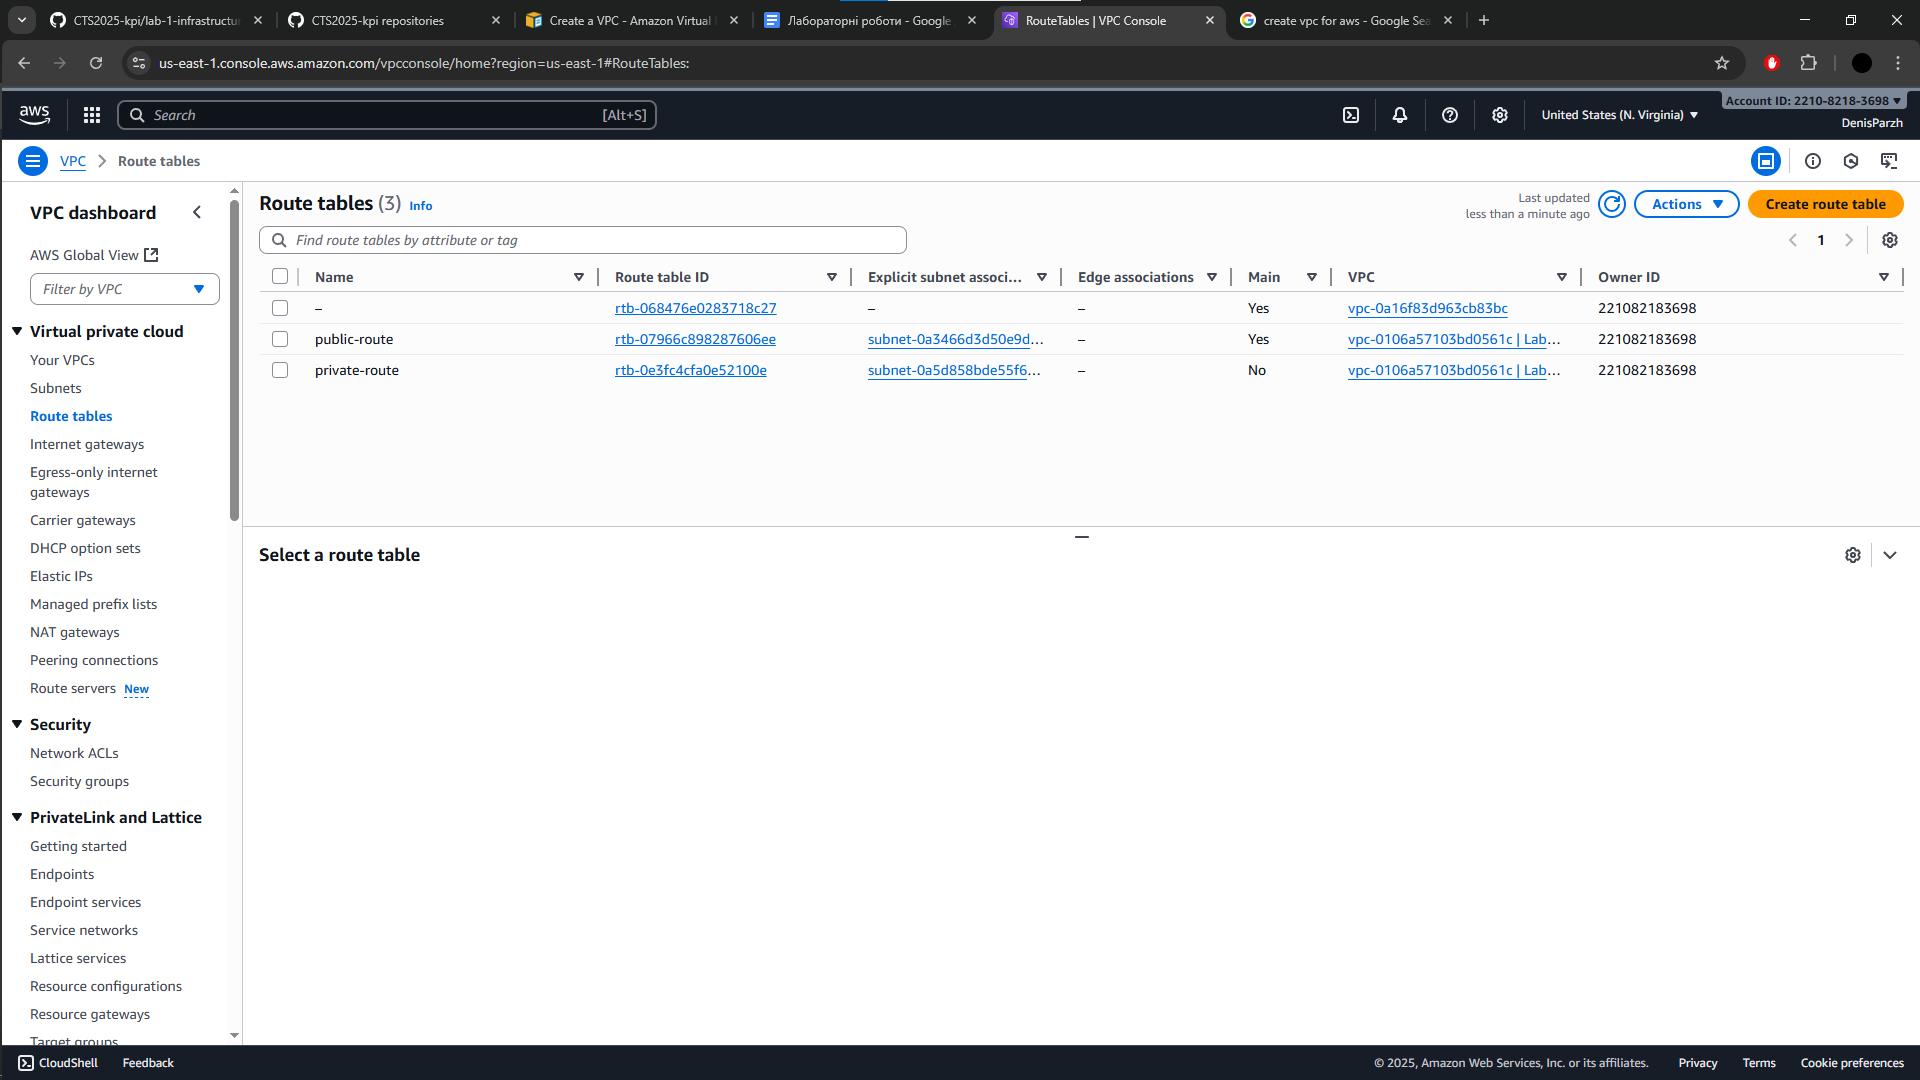 CTS2025-kpi/lab-1-infrastructur
CTS2025-kpi repositories
Create a VPC - Amazon Virtual
Лабораторні роботи - Google
RouteTables | VPC Console
create vpc for aws - Google Sea
us-east-1.console.aws.amazon.com/vpcconsole/home?region=us-east-1#RouteTables:
aws
Search
[Alt+S]
United States (N. Virginia)
Account ID: 2210-8218-3698
DenisParzh
VPC
Route tables
VPC dashboard
AWS Global View
Filter by VPC
Virtual private cloud
Your VPCs
Subnets
Route tables
Internet gateways
Egress-only internet
gateways
Carrier gateways
DHCP option sets
Elastic IPs
Managed prefix lists
NAT gateways
Peering connections
Route servers New
Security
Network ACLs
Security groups
PrivateLink and Lattice
Getting started
Endpoints
Endpoint services
Service networks
Lattice services
Resource configurations
Resource gateways
Target groups
Route tables (3) Info
Last updated
less than a minute ago
Actions
Create route table
Find route tables by attribute or tag
1
Name Route table ID Explicit subnet associ... Edge associations Main VPC Owner ID
– rtb-068476e0283718c27 – – Yes vpc-0a16f83d963cb83bc 221082183698
public-route rtb-07966c898287606ee subnet-0a3466d3d50e9d... – Yes vpc-0106a57103bd0561c | Lab... 221082183698
private-route rtb-0e3fc4cfa0e52100e subnet-0a5d858bde55f6... – No vpc-0106a57103bd0561c | Lab... 221082183698
Select a route table
CloudShell
Feedback
© 2025, Amazon Web Services, Inc. or its affiliates.
Privacy
Terms
Cookie preferences